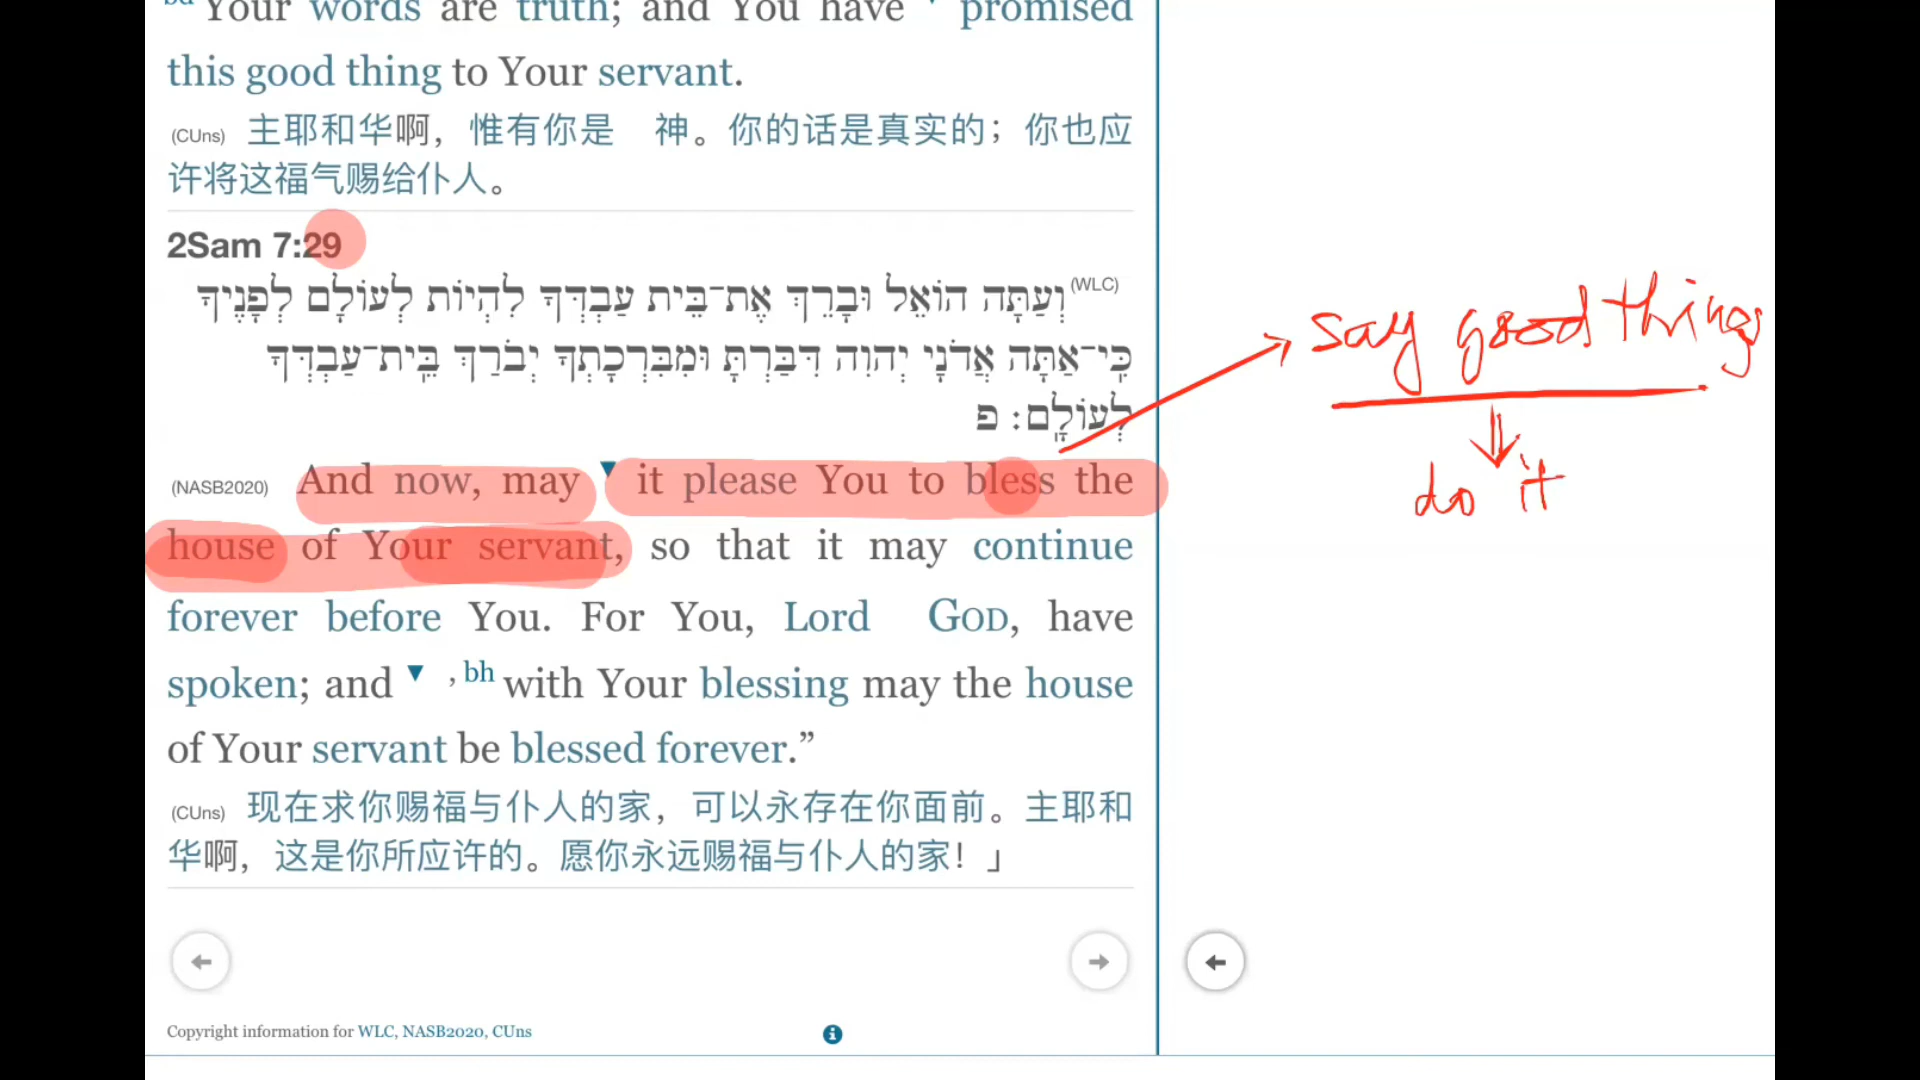 bd Your words are truth; and You have ▼ promised
this good thing to Your servant.
(CUns) 主耶和华啊，惟有你是　神。你的话是真实的；你也应
许将这福气赐给仆人。
2Sam 7:29
(WLC) וְעַתָּה הוֹאֵל וּבָרֵךְ אֶת־בֵּית עַבְדְּךָ לִהְיוֹת לְעוֹלָם לְפָנֶיךָ
כִּי־אַתָּה אֲדֹנָי יְהוִה דִּבַּרְתָּ וּמִבִּרְכָתְךָ יְבֹרַךְ בֵּית־עַבְדְּךָ
לְעוֹלָם׃ פ
(NASB2020) And now, may ▼ it please You to bless the
house of Your servant, so that it may continue
forever before You. For You, Lord GOD, have
spoken; and ▼ , bh with Your blessing may the house
of Your servant be blessed forever.”
(CUns) 现在求你赐福与仆人的家，可以永存在你面前。主耶和
华啊，这是你所应许的。愿你永远赐福与仆人的家！」
Copyright information for WLC, NASB2020, CUns
say good things
do it